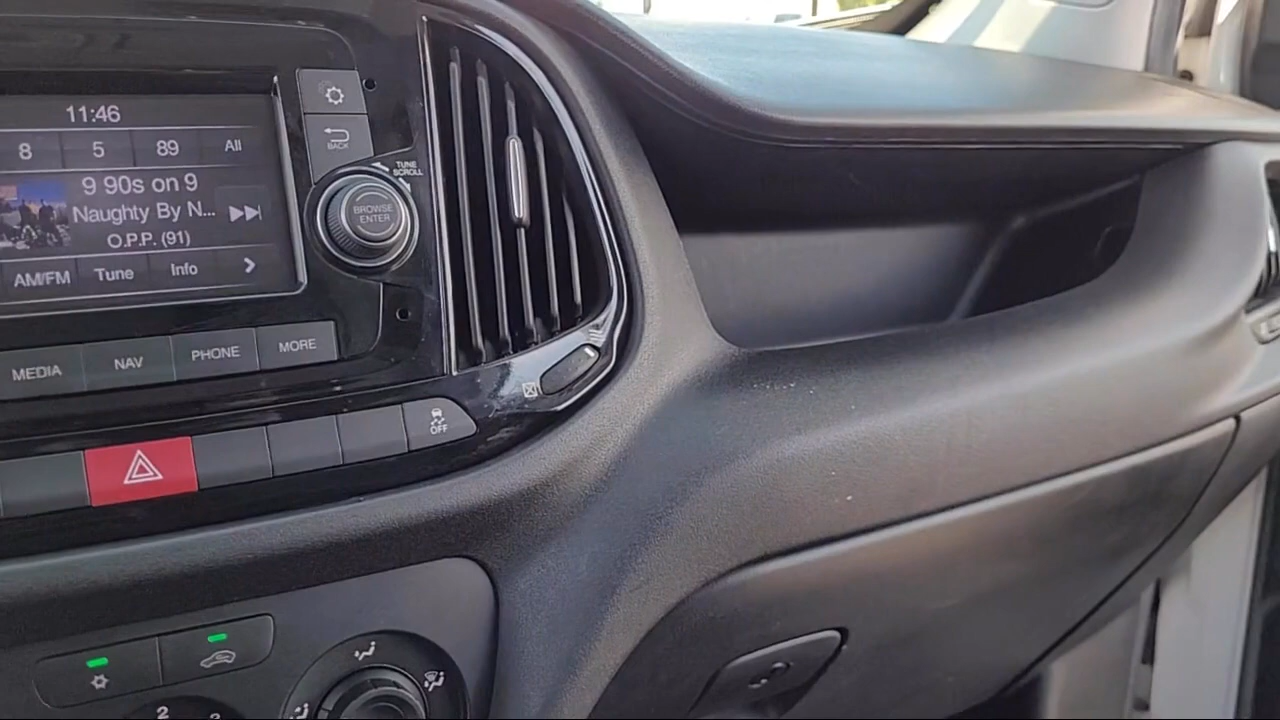 11:46
8 5 89 All
9 90s on 9
Naughty By N...
O.P.P. (91)
AM/FM Tune Info
BACK
TUNE
SCROLL
BROWSE
ENTER
MEDIA NAV PHONE MORE
OFF
2